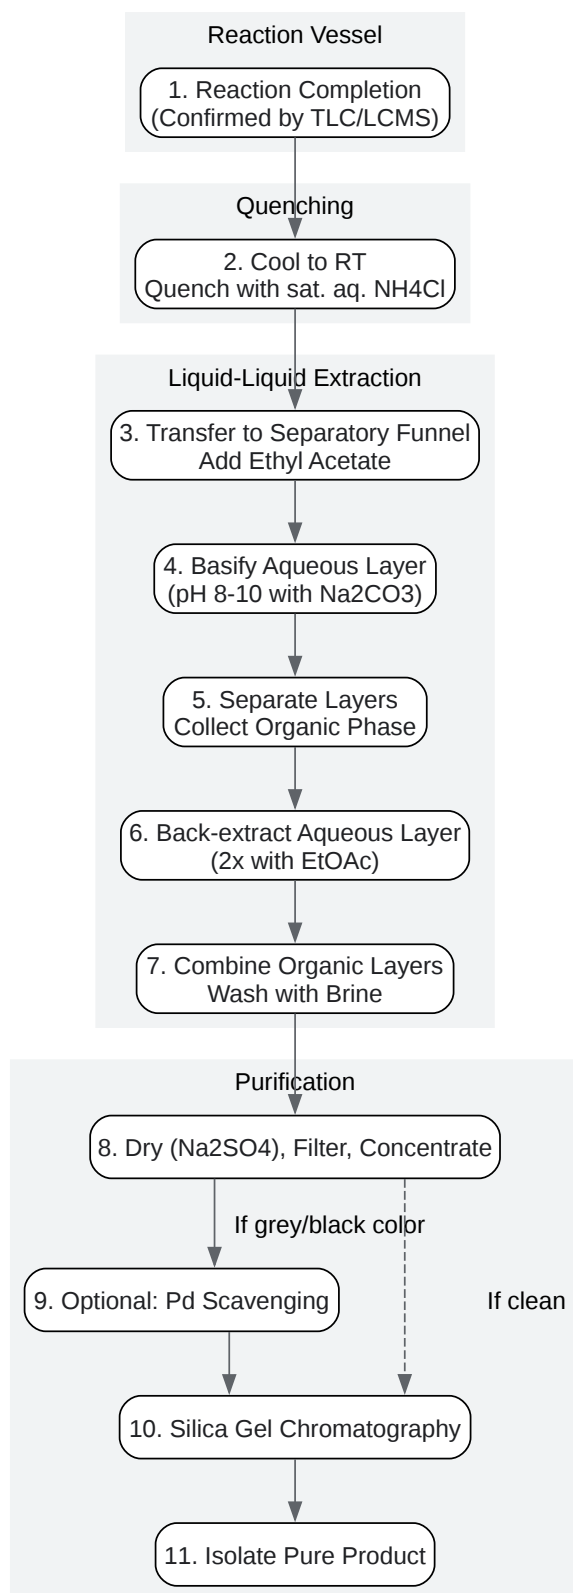 Reaction Vessel
1. Reaction Completion
(Confirmed by TLC/LCMS)
Quenching
2. Cool to RT
Quench with sat. aq. NH4Cl
Liquid-Liquid Extraction
3. Transfer to Separatory Funnel
Add Ethyl Acetate
4. Basify Aqueous Layer
(pH 8-10 with Na2CO3)
5. Separate Layers
Collect Organic Phase
6. Back-extract Aqueous Layer
(2x with EtOAc)
7. Combine Organic Layers
Wash with Brine
Purification
8. Dry (Na2SO4), Filter, Concentrate
If grey/black color
9. Optional: Pd Scavenging
If clean
10. Silica Gel Chromatography
11. Isolate Pure Product